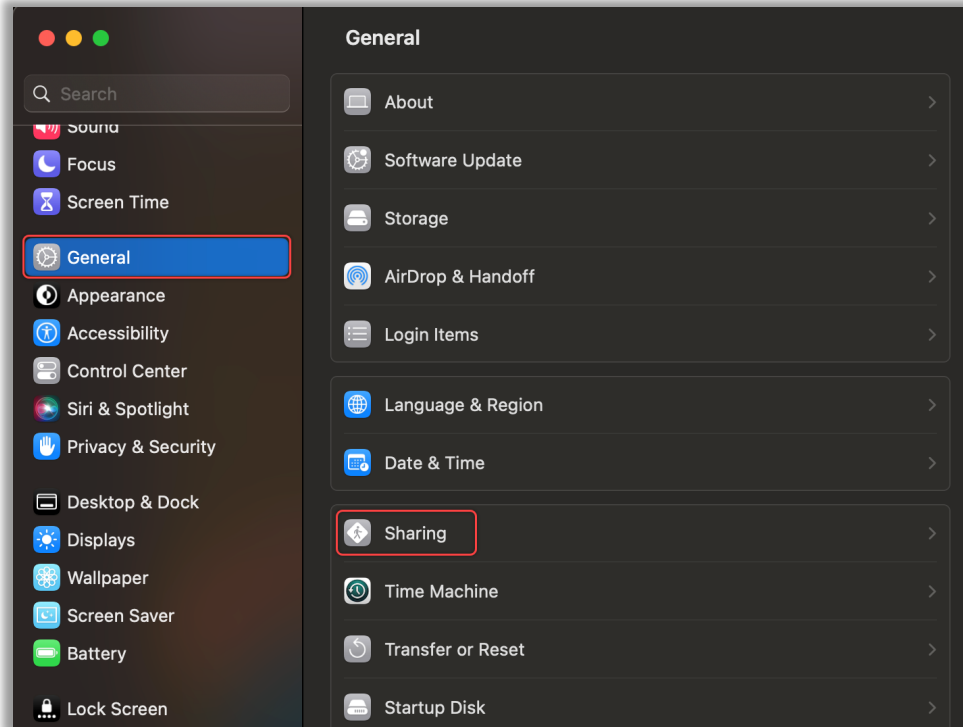 Search
Sound
Focus
Screen Time
General
Appearance
Accessibility
Control Center
Siri & Spotlight
Privacy & Security
Desktop & Dock
Displays
Wallpaper
Screen Saver
Battery
Lock Screen
General
About
Software Update
Storage
AirDrop & Handoff
Login Items
Language & Region
Date & Time
Sharing
Time Machine
Transfer or Reset
Startup Disk